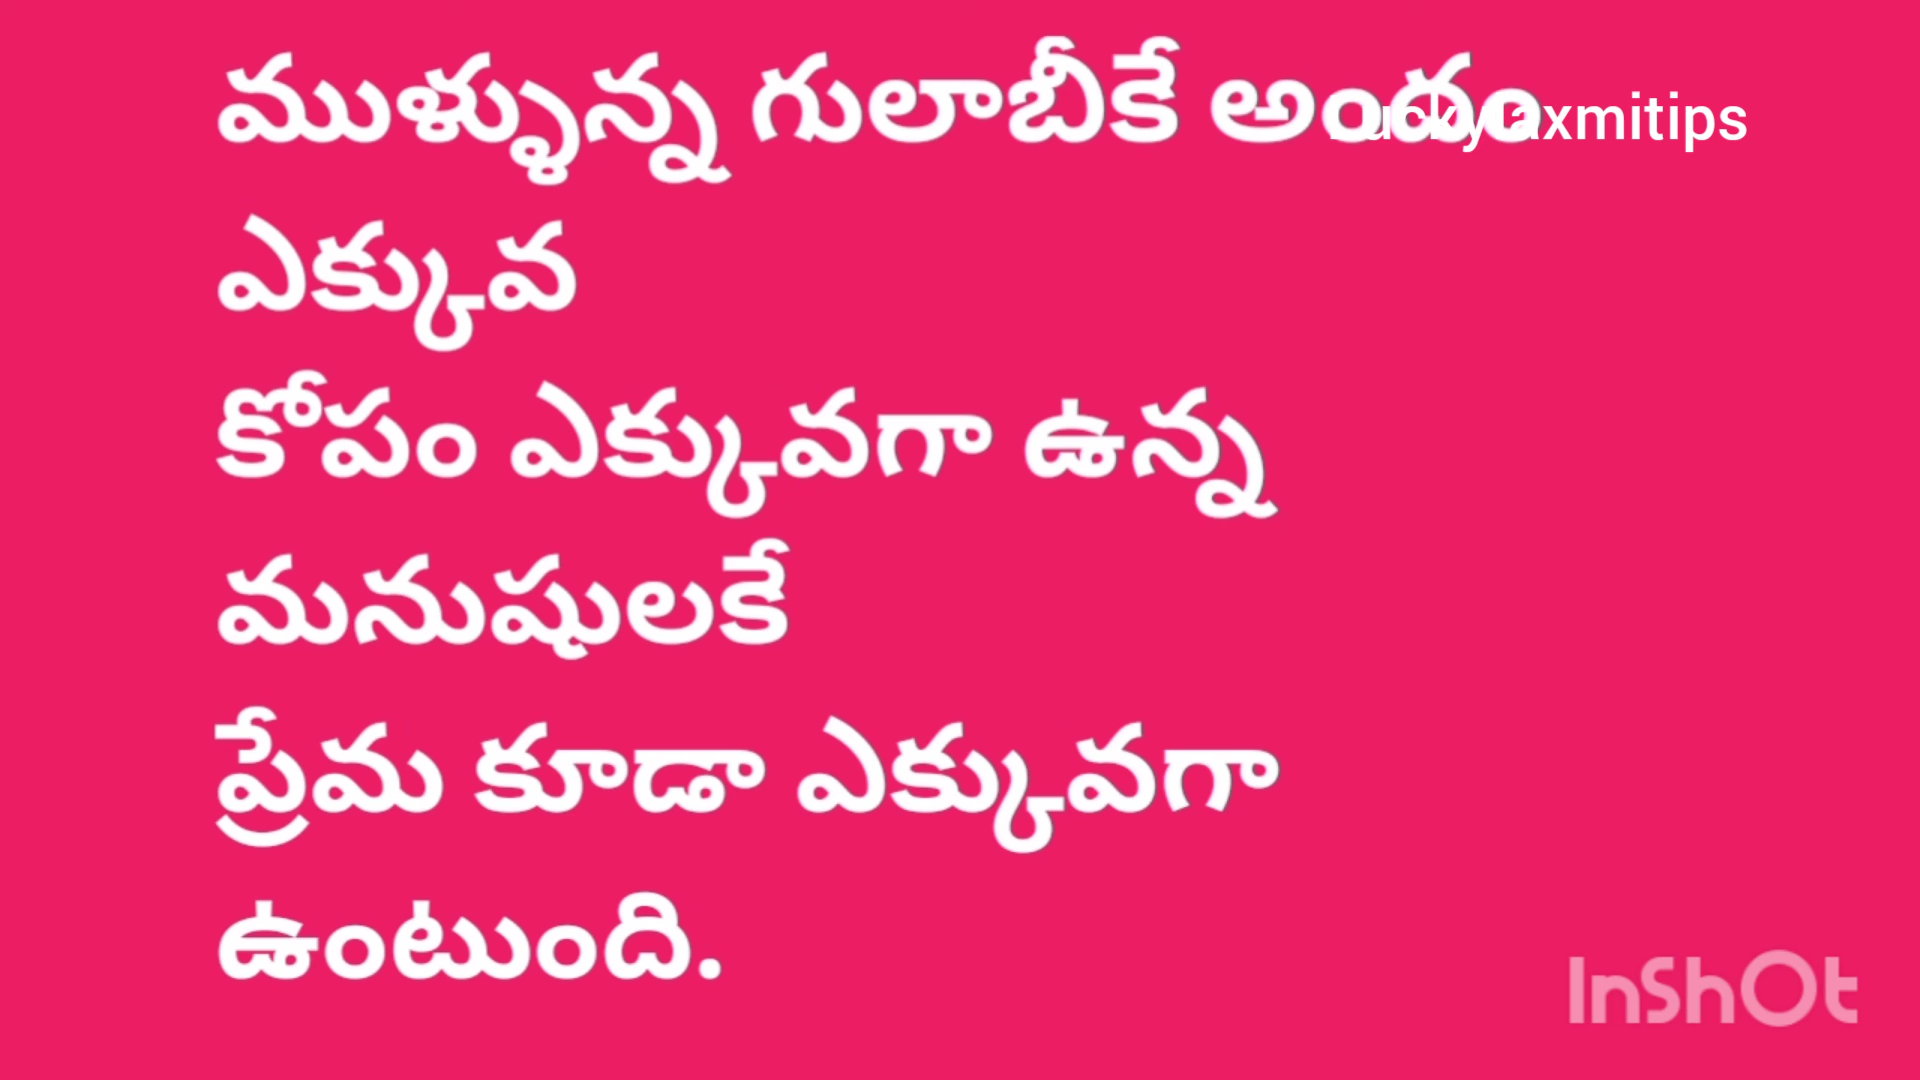 ముళ్ళున్న గులాబీకే అందం
luckylaxmitips
ఎక్కువ
కోపం ఎక్కువగా ఉన్న
మనుషులకే
ప్రేమ కూడా ఎక్కువగా
ఉంటుంది.
InShOt